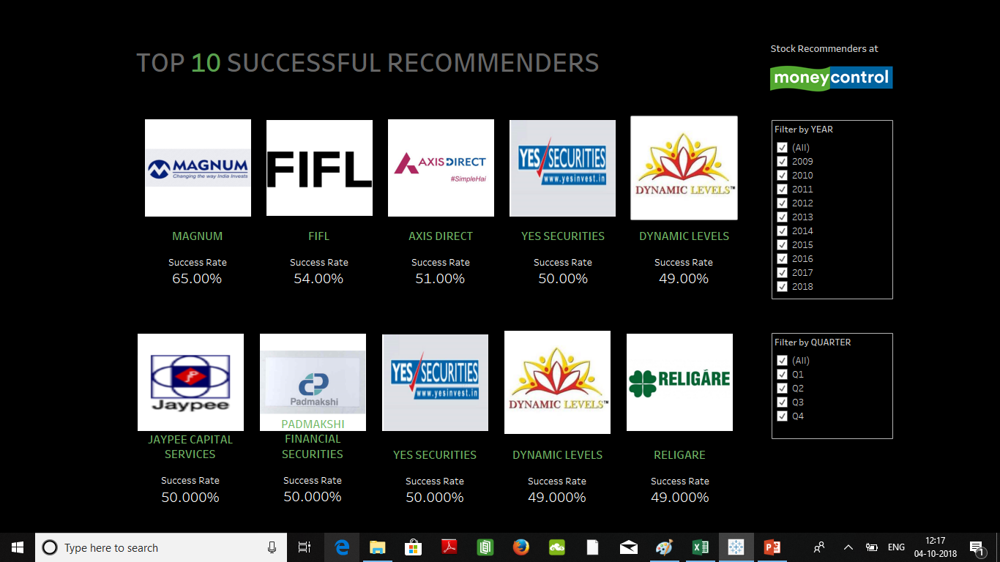 TOP 10 SUCCESSFUL RECOMMENDERS
Stock Recommenders at
moneycontrol
MAGNUM
Changing the way India Invests
FIFL
AXIS DIRECT
#SimpleHai
YES SECURITIES
www.yesinvest.in
DYNAMIC LEVELS™
MAGNUM
FIFL
AXIS DIRECT
YES SECURITIES
DYNAMIC LEVELS
Success Rate
65.00%
Success Rate
54.00%
Success Rate
51.00%
Success Rate
50.00%
Success Rate
49.00%
Filter by YEAR
(All)
2009
2010
2011
2012
2013
2014
2015
2016
2017
2018
Jaypee
Padmakshi
YES SECURITIES
www.yesinvest.in
DYNAMIC LEVELS™
RELIGÁRE
JAYPEE CAPITAL
SERVICES
PADMAKSHI
FINANCIAL
SECURITIES
YES SECURITIES
DYNAMIC LEVELS
RELIGARE
Success Rate
50.000%
Success Rate
50.000%
Success Rate
50.000%
Success Rate
49.000%
Success Rate
49.000%
Filter by QUARTER
(All)
Q1
Q2
Q3
Q4
Type here to search
ENG
12:17
04-10-2018
1